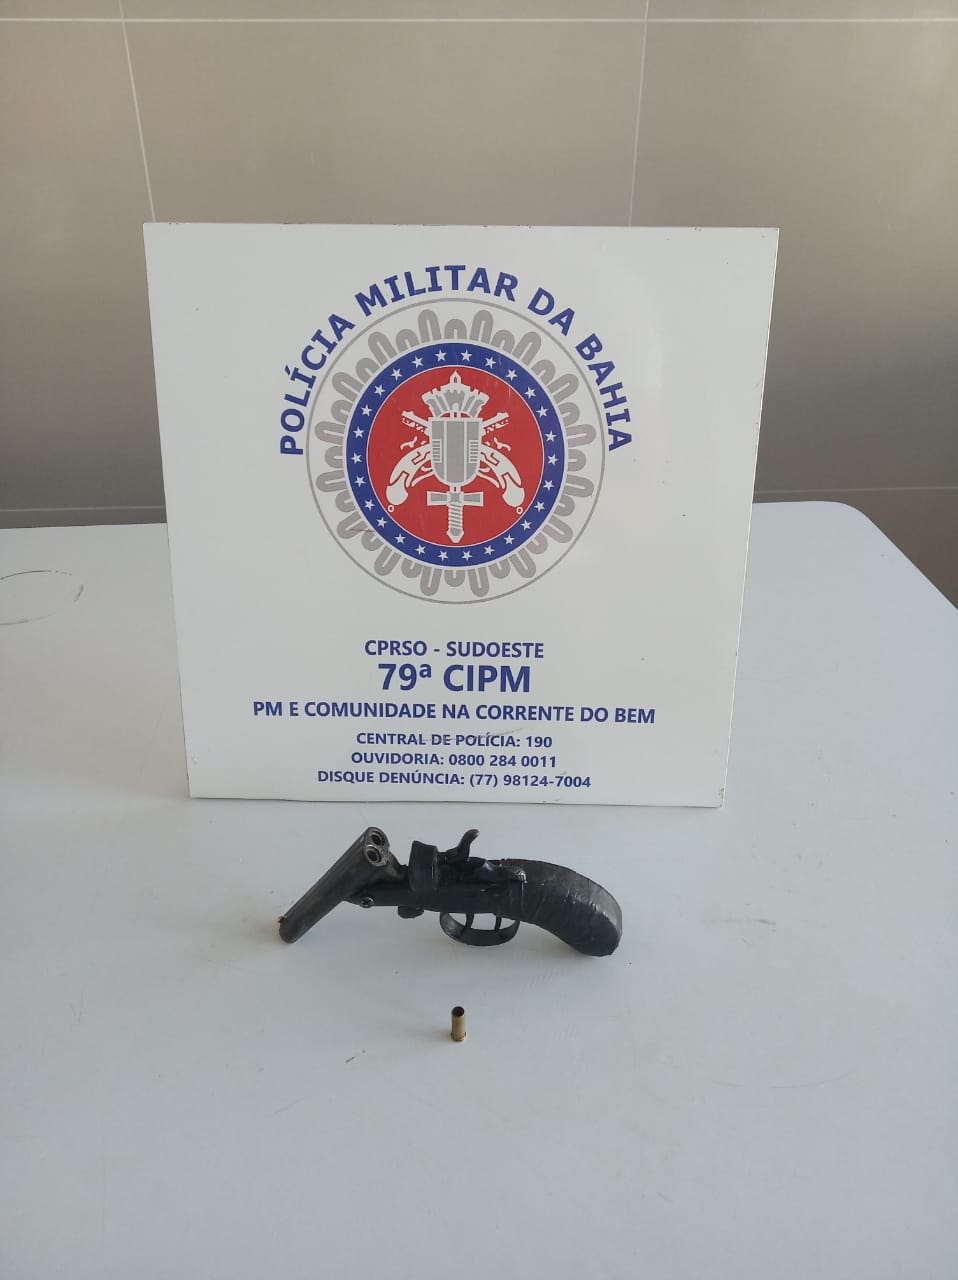 POLÍCIA MILITAR DA BAHIA
CPRSO - SUDOESTE
79ª CIPM
PM E COMUNIDADE NA CORRENTE DO BEM
CENTRAL DE POLÍCIA: 190
OUVIDORIA: 0800 284 0011
DISQUE DENÚNCIA: (77) 98124-7004